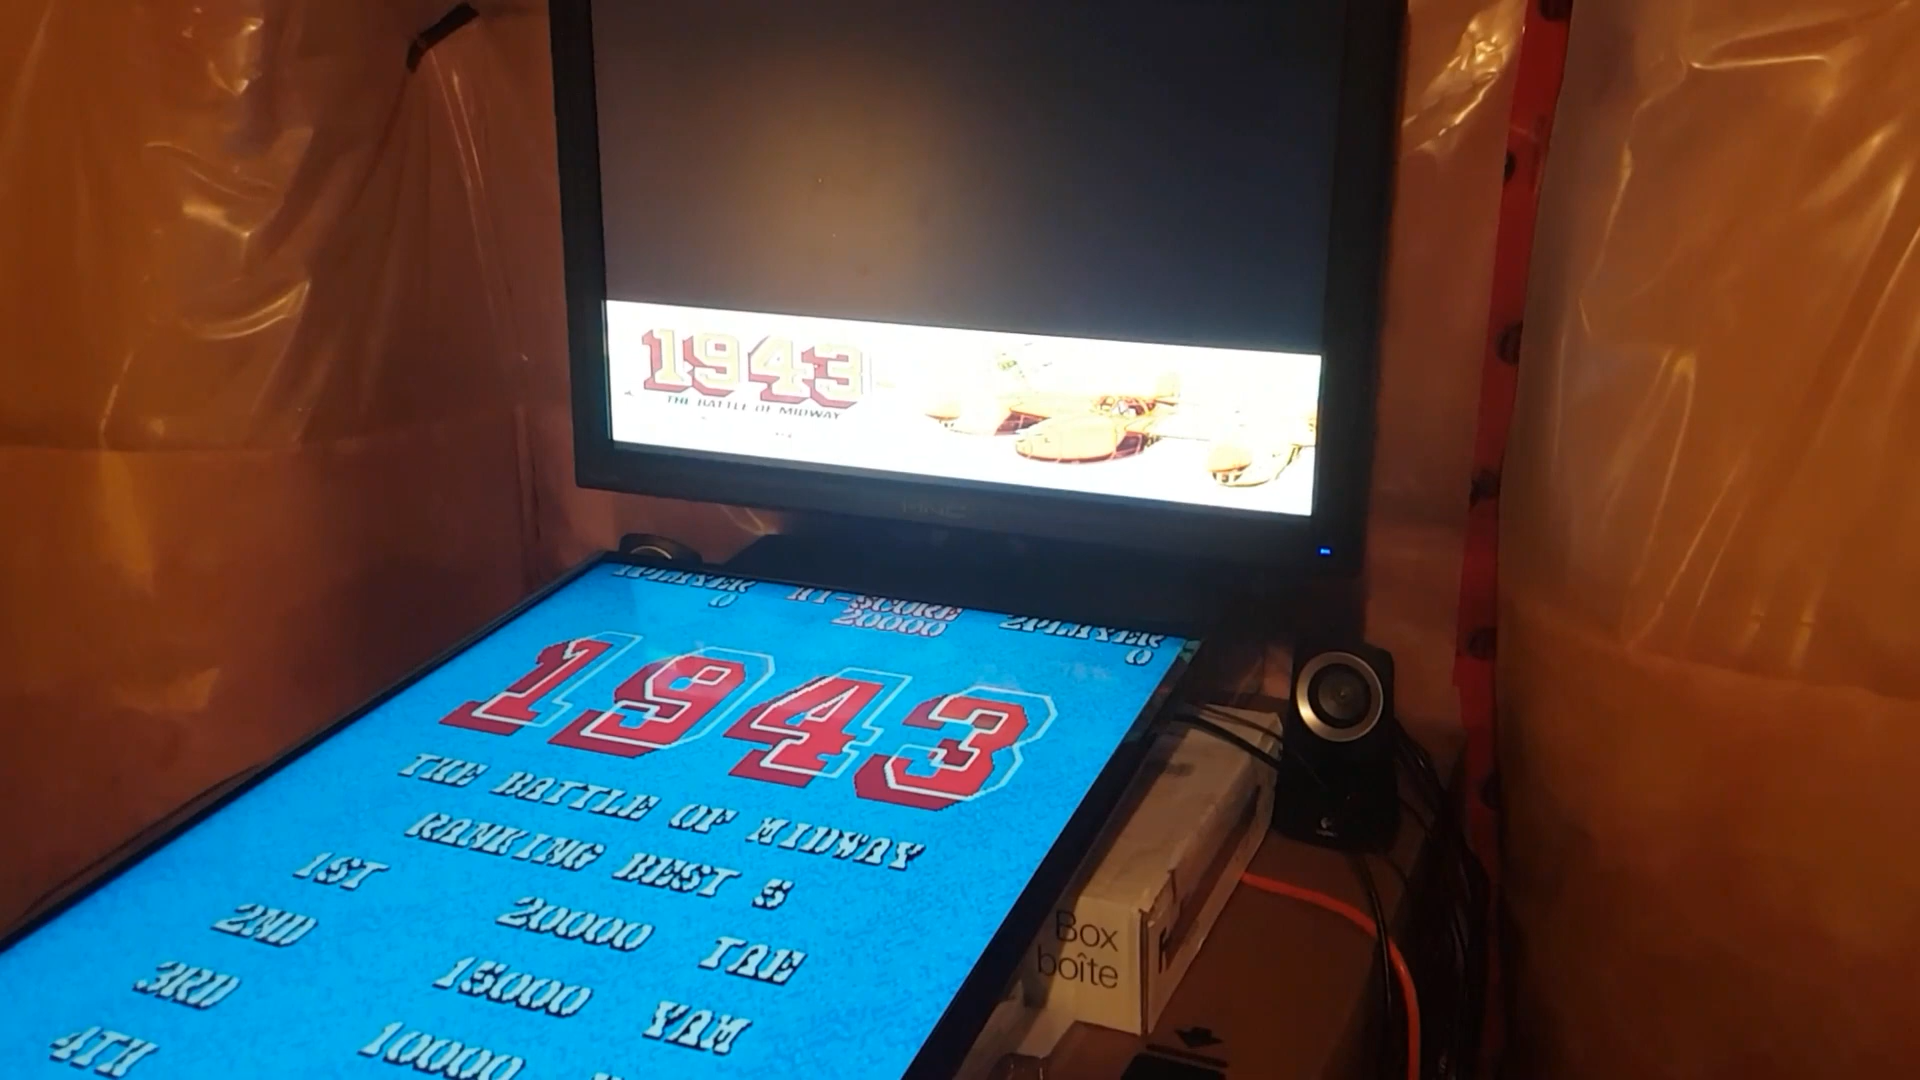 1943
THE BATTLE OF MIDWAY
1PLAYER HI-SCORE 2PLAYER
0 20000 0
1943
THE BATTLE OF MIDWAY
RANKING BEST 5
1ST 20000 TAE
2ND 15000 YAM
3RD 10000
4TH
Box
boîte